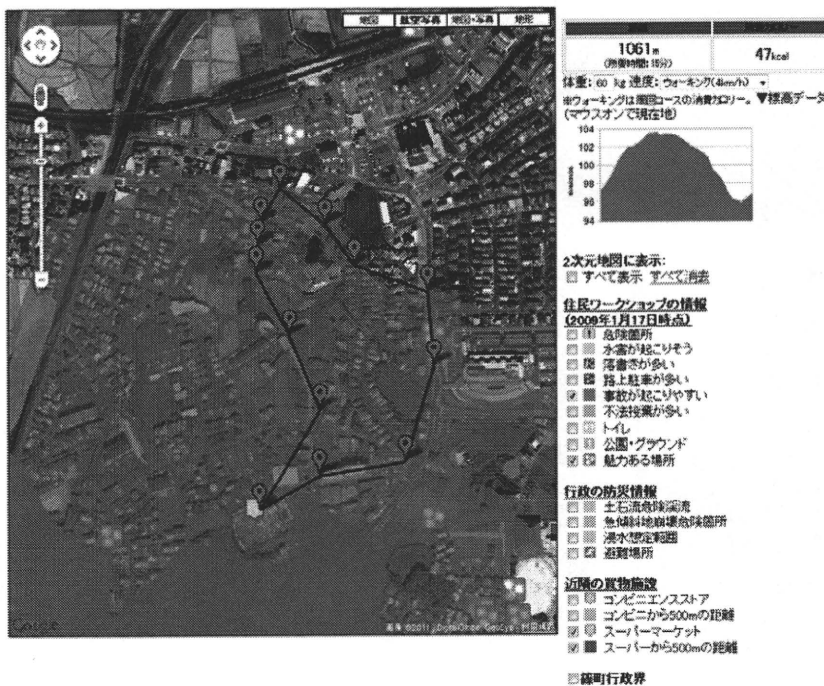 地図 航空写真 地図+写真 地形
1061m
(所要時間: 16分)
47kcal
体重: 60 kg 速度: ウォーキング(4km/h)
※ウォーキングは周回コースの消費カロリー。▼標高データ
(マウスオンで現在地)
104
102
100
98
96
94
2次元地図に表示:
すべて表示 すべて消去
住民ワークショップの情報
(2009年1月17日時点)
危険箇所
水害が起こりそう
落書きが多い
路上駐車が多い
事故が起こりやすい
不法投棄が多い
トイレ
公園・グラウンド
魅力ある場所
行政の防災情報
土石流危険渓流
急傾斜地崩壊危険箇所
浸水想定範囲
避難場所
近隣の買物施設
コンビニエンスストア
コンビニから500mの距離
スーパーマーケット
スーパーから500mの距離
篠町行政界
Google
画像 ©2011 DigitalGlobe, GeoEye